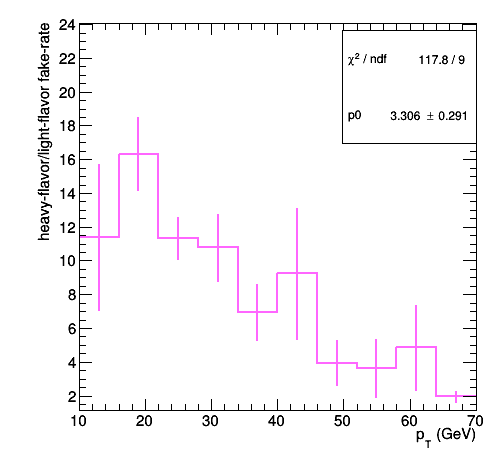 heavy-flavor/light-flavor fake-rate
24
22
20
18
16
14
12
10
8
6
4
2
χ² / ndf 117.8 / 9
p0 3.306 ± 0.291
10 20 30 40 50 60 70
p_T (GeV)